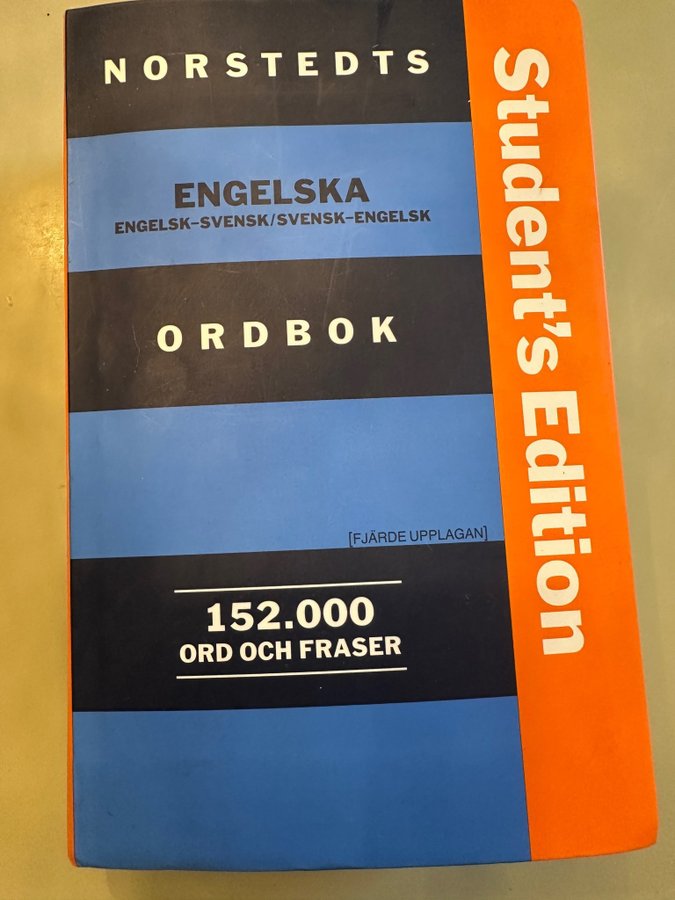 NORSTEDTS
ENGELSKA
ENGELSK–SVENSK/SVENSK–ENGELSK
ORDBOK
[FJÄRDE UPPLAGAN]
152.000
ORD OCH FRASER
Student's Edition